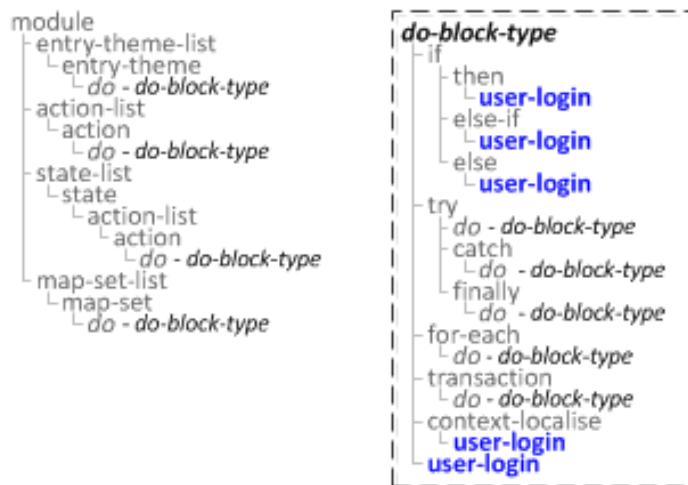 module
entry-theme-list
entry-theme
do - do-block-type
action-list
action
do - do-block-type
state-list
state
action-list
action
do - do-block-type
map-set-list
map-set
do - do-block-type
do-block-type
if
then
user-login
else-if
user-login
else
user-login
try
do - do-block-type
catch
do - do-block-type
finally
do - do-block-type
for-each
do - do-block-type
transaction
do - do-block-type
context-localise
user-login
user-login